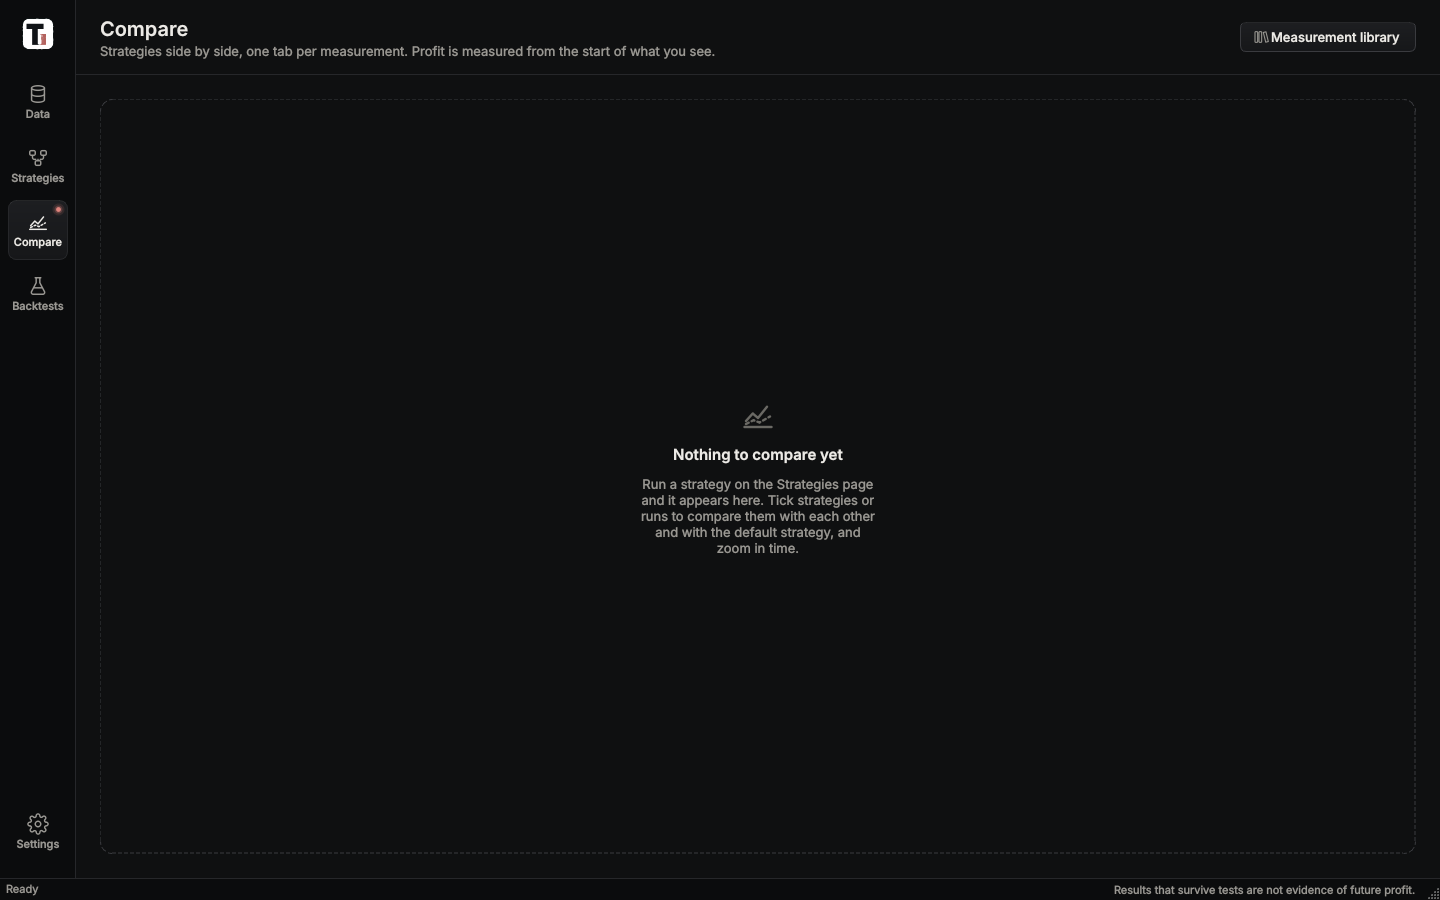 Ti
Compare
Strategies side by side, one tab per measurement. Profit is measured from the start of what you see.
Measurement library
Data
Strategies
Compare
Backtests
Nothing to compare yet
Run a strategy on the Strategies page
and it appears here. Tick strategies or
runs to compare them with each other
and with the default strategy, and
zoom in time.
Settings
Ready
Results that survive tests are not evidence of future profit.